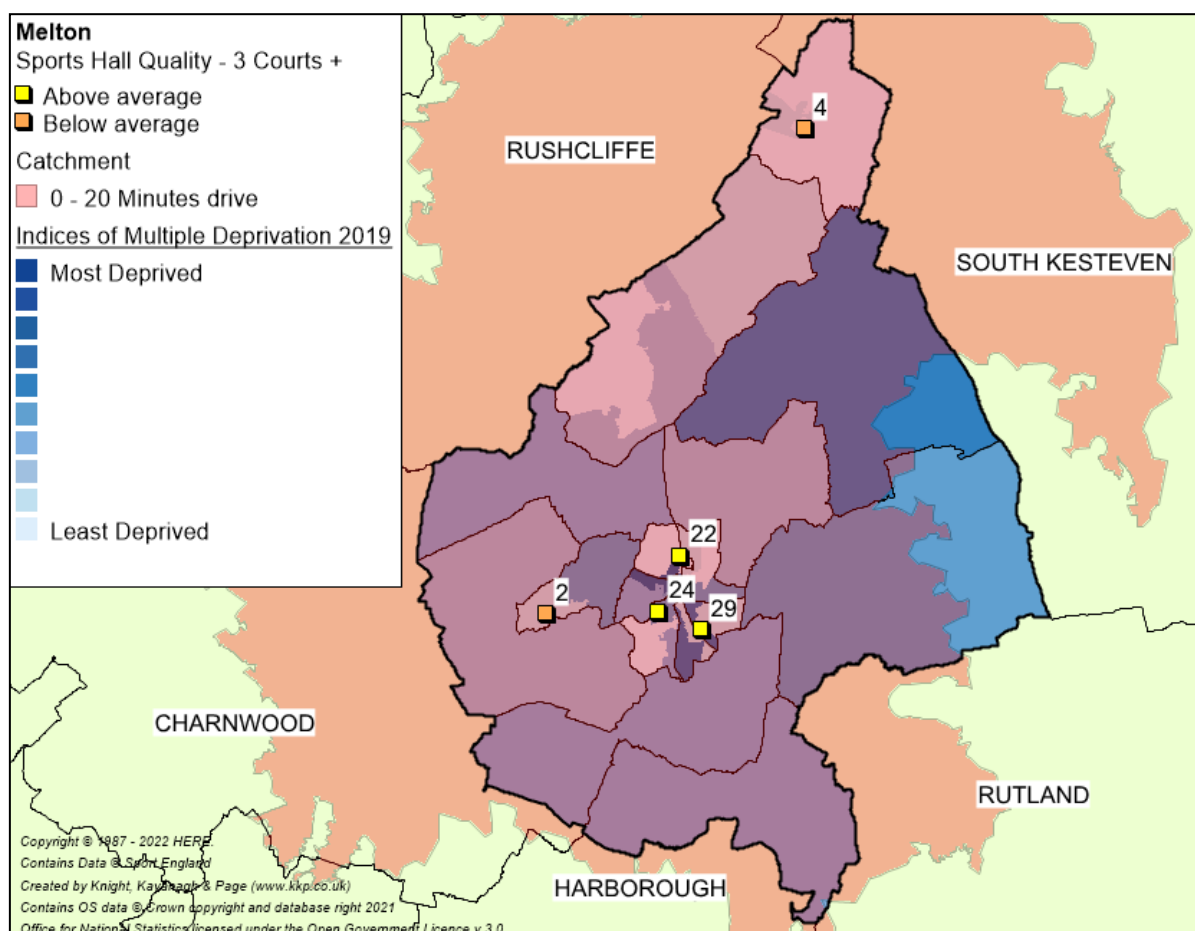 Melton
Sports Hall Quality - 3 Courts +
Above average
Below average
Catchment
0 - 20 Minutes drive
Indices of Multiple Deprivation 2019
Most Deprived
Least Deprived
4
RUSHCLIFFE
SOUTH KESTEVEN
22
24
2
29
CHARNWOOD
RUTLAND
HARBOROUGH
Copyright © 1987 - 2022 HERE.
Contains Data © Sport England
Created by Knight, Kavanagh & Page (www.kkp.co.uk)
Contains OS data © Crown copyright and database right 2021
Office for National Statistics licensed under the Open Government Licence v.3.0